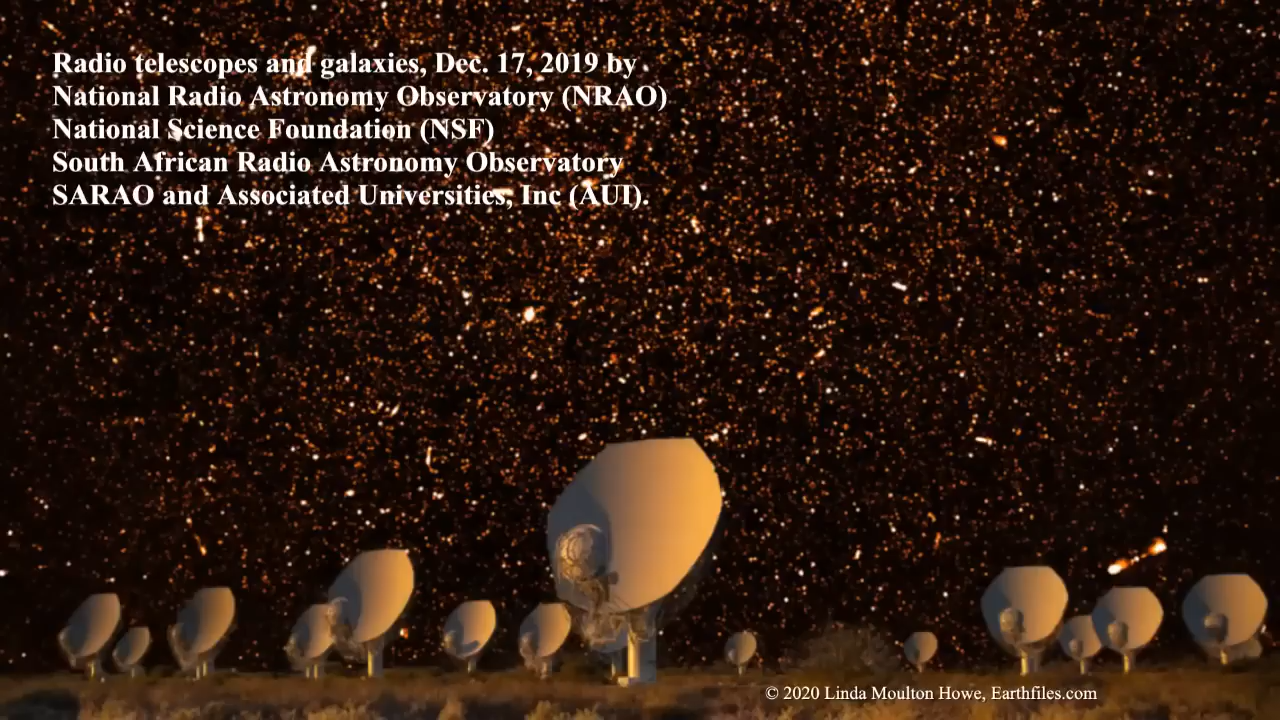 Radio telescopes and galaxies, Dec. 17, 2019 by
National Radio Astronomy Observatory (NRAO)
National Science Foundation (NSF)
South African Radio Astronomy Observatory
SARAO and Associated Universities, Inc (AUI).
© 2020 Linda Moulton Howe, Earthfiles.com